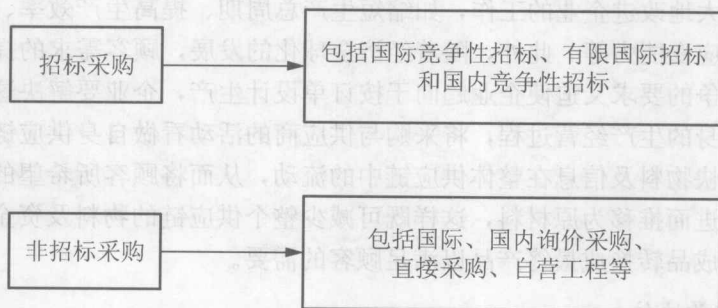 招标采购
包括国际竞争性招标、有限国际招标
和国内竞争性招标
非招标采购
包括国际、国内询价采购、
直接采购、自营工程等